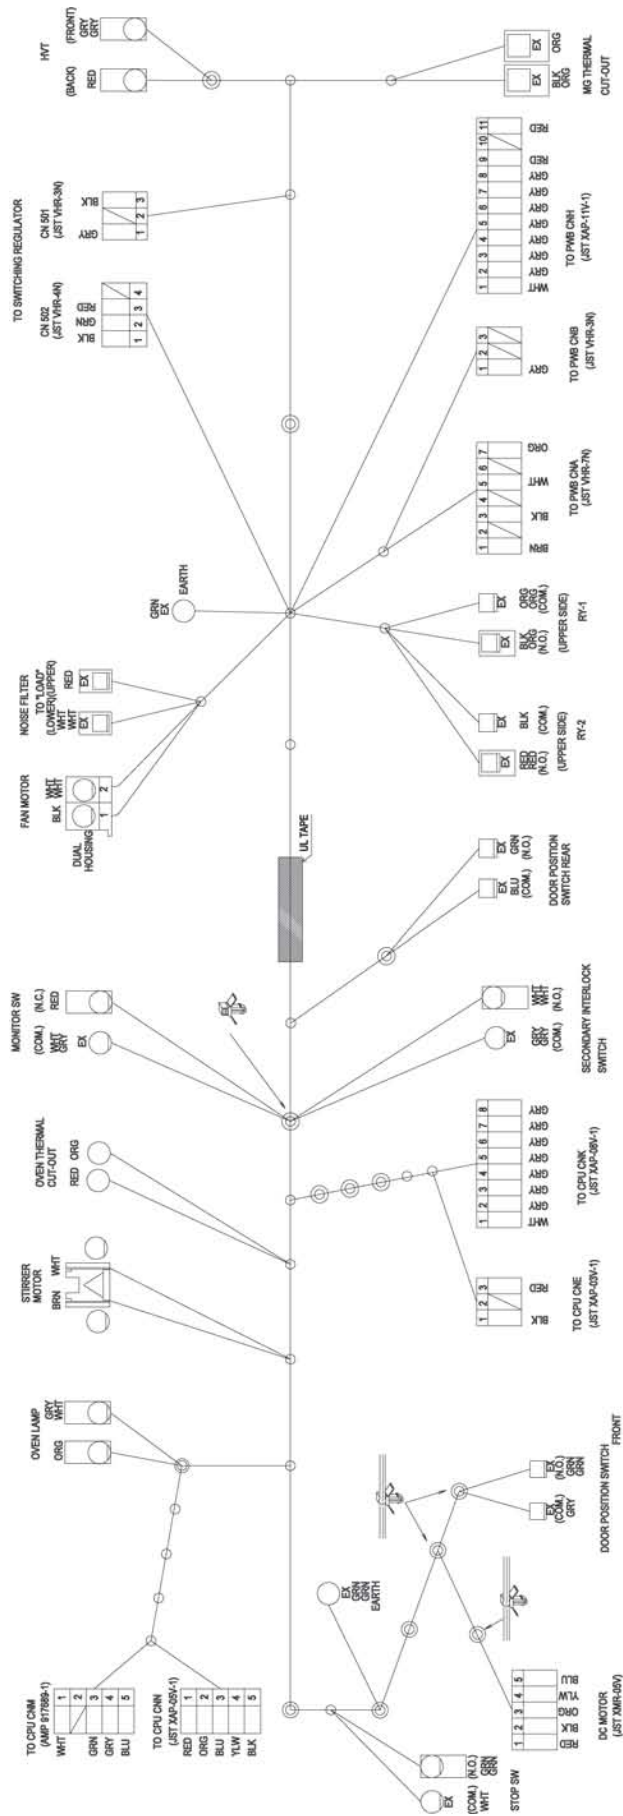 TO CPU CNM
(AMP 917689-1)
WHT 1
2
GRN 3
GRY 4
BLU 5
TO CPU CNN
(JST XAP-05V-1)
RED 1
ORG 2
BLU 3
YLW 4
BLK 5
OVEN LAMP
ORG
GRY
WHT
STIRRER
MOTOR
BRN WHT
OVEN THERMAL
CUT-OUT
RED ORG
MONITOR SW
(COM.) (N.C.)
WHT RED
GRY
EX
FAN MOTOR
BLK WHT
WHT
1 2
DUAL
HOUSING
NOISE FILTER
TO "LOAD"
(LOWER)(UPPER)
WHT RED
WHT
EX EX
GRN
EX
EARTH
TO SWITCHING REGULATOR
CN 502
(JST VHR-4N)
BLK GRN RED
1 2 3 4
CN 501
(JST VHR-3N)
GRY BLK
1 2 3
HVT
(BACK) (FRONT)
RED GRY
GRY
UL TAPE
EX
(COM.) (N.O.)
WHT GRN
GRN
STOP SW
EX
GRN
GRN
EARTH
1 2 3 4 5
RED BLK ORG YLW BLU
DC MOTOR
(JST XMR-05V)
EX EX
(COM.) (N.O.)
GRY GRN
GRN
DOOR POSITION SWITCH
FRONT
1 2 3
BLK RED
TO CPU CNE
(JST XAP-03V-1)
1 2 3 4 5 6 7 8
WHT GRY GRY GRY GRY GRY GRY GRY
TO CPU CNK
(JST XAP-08V-1)
EX
GRY WHT
GRY WHT
(COM.) (N.O.)
SECONDARY INTERLOCK
SWITCH
EX EX
BLU GRN
(COM.) (N.O.)
DOOR POSITION
SWITCH REAR
EX EX
RED BLK
RED (COM.)
(N.O.)
(UPPER SIDE)
RY-2
EX EX
BLK ORG
ORG ORG
(N.O.) (COM.)
(UPPER SIDE)
RY-1
1 2 3 4 5 6 7
BRN BLK WHT ORG
TO PWB CNA
(JST VHR-7N)
1 2 3
GRY
TO PWB CNB
(JST VHR-3N)
1 2 3 4 5 6 7 8 9 10 11
WHT GRY GRY GRY GRY GRY GRY GRY RED RED
TO PWB CNH
(JST XAP-11V-1)
EX EX
BLK ORG
ORG
MG THERMAL
CUT-OUT